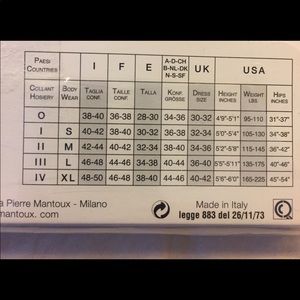 PAESI COUNTRIES I F E A-D-CH B-NL-DK N-S-SF UK USA
COLLANT HOSIERY BODY WEAR TAGLIA CONF. TAILLE CONF. TALLA KONF. GRÖSSE DRESS SIZE HEIGHT INCHES WEIGHT LBS HIPS INCHES
O 38-40 36-38 28-30 34-36 30-32 4'9"-5'1" 95-110 31"-37"
I S 40-42 38-40 30-32 36-38 32-34 5'0"-5'4" 105-130 34"-38"
II M 42-44 40-42 32-34 38-40 34-36 115-145 36"-42"
III L 46-48 44-46 36-38 42-44 36-40 5'5"-5'11" 135-175 40"-46"
IV XL 48-50 46-48 38-40 44-46 40-42 5'6"-6'0" 165-225 45"-54"
a Pierre Mantoux - Milano
mantoux. com
Made in Italy
legge 883 del 26/11/73